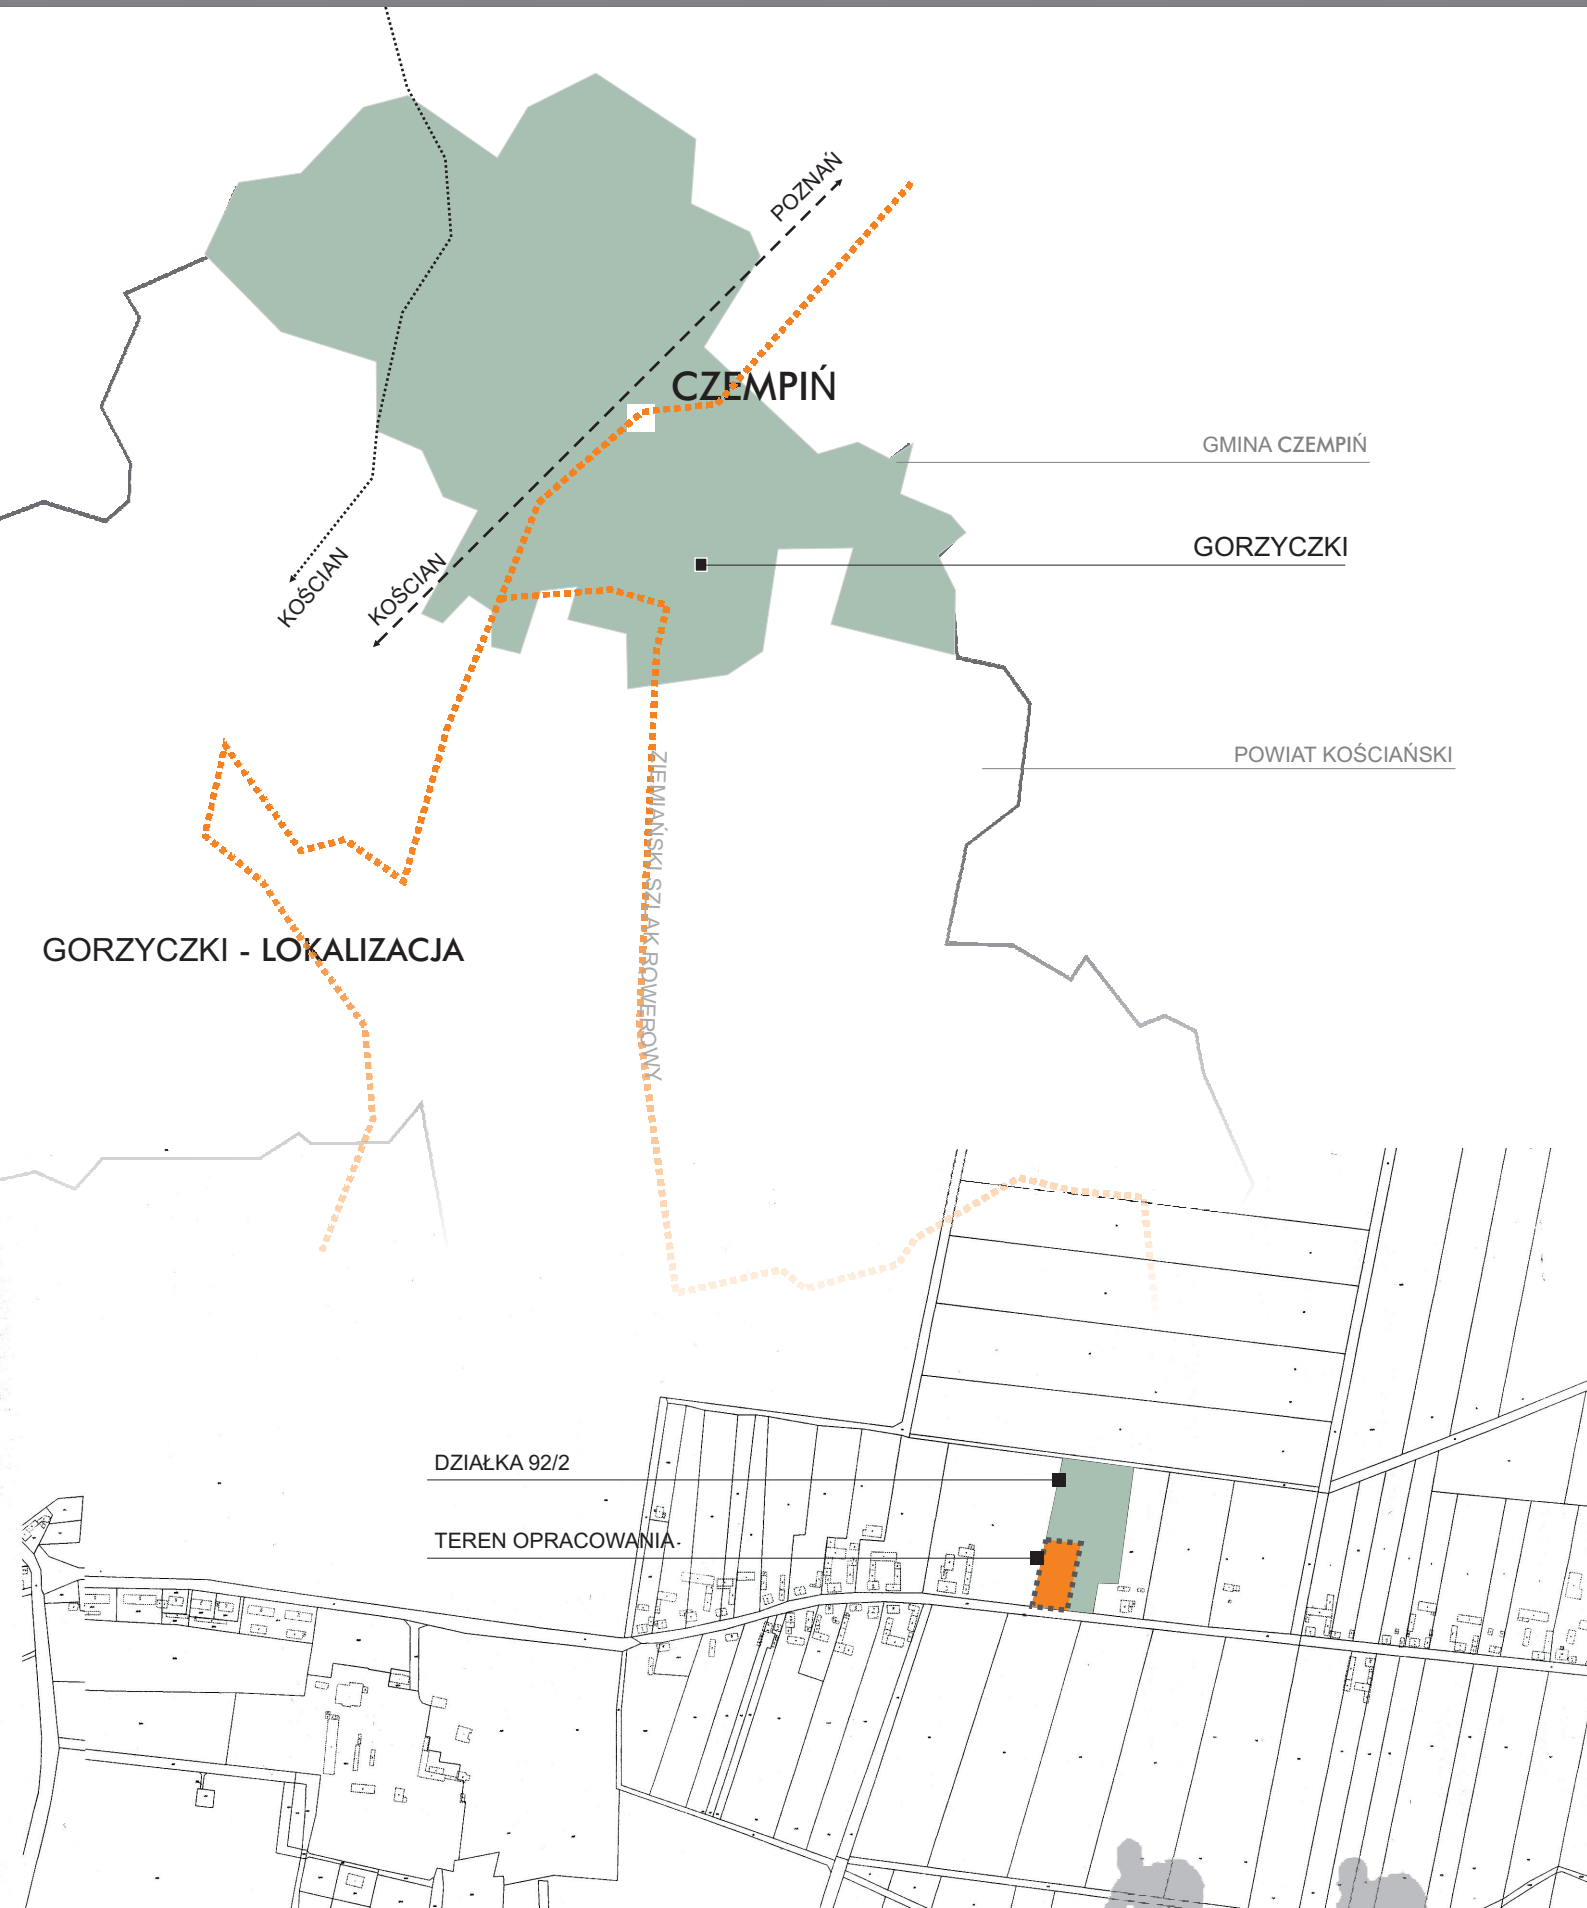 POZNAŃ
CZEMPIŃ
GMINA CZEMPIŃ
GORZYCZKI
KOŚCIAN
KOŚCIAN
POWIAT KOŚCIAŃSKI
ZIEMIAŃSKI SZLAK ROWEROWY
GORZYCZKI - LOKALIZACJA
DZIAŁKA 92/2
TEREN OPRACOWANIA